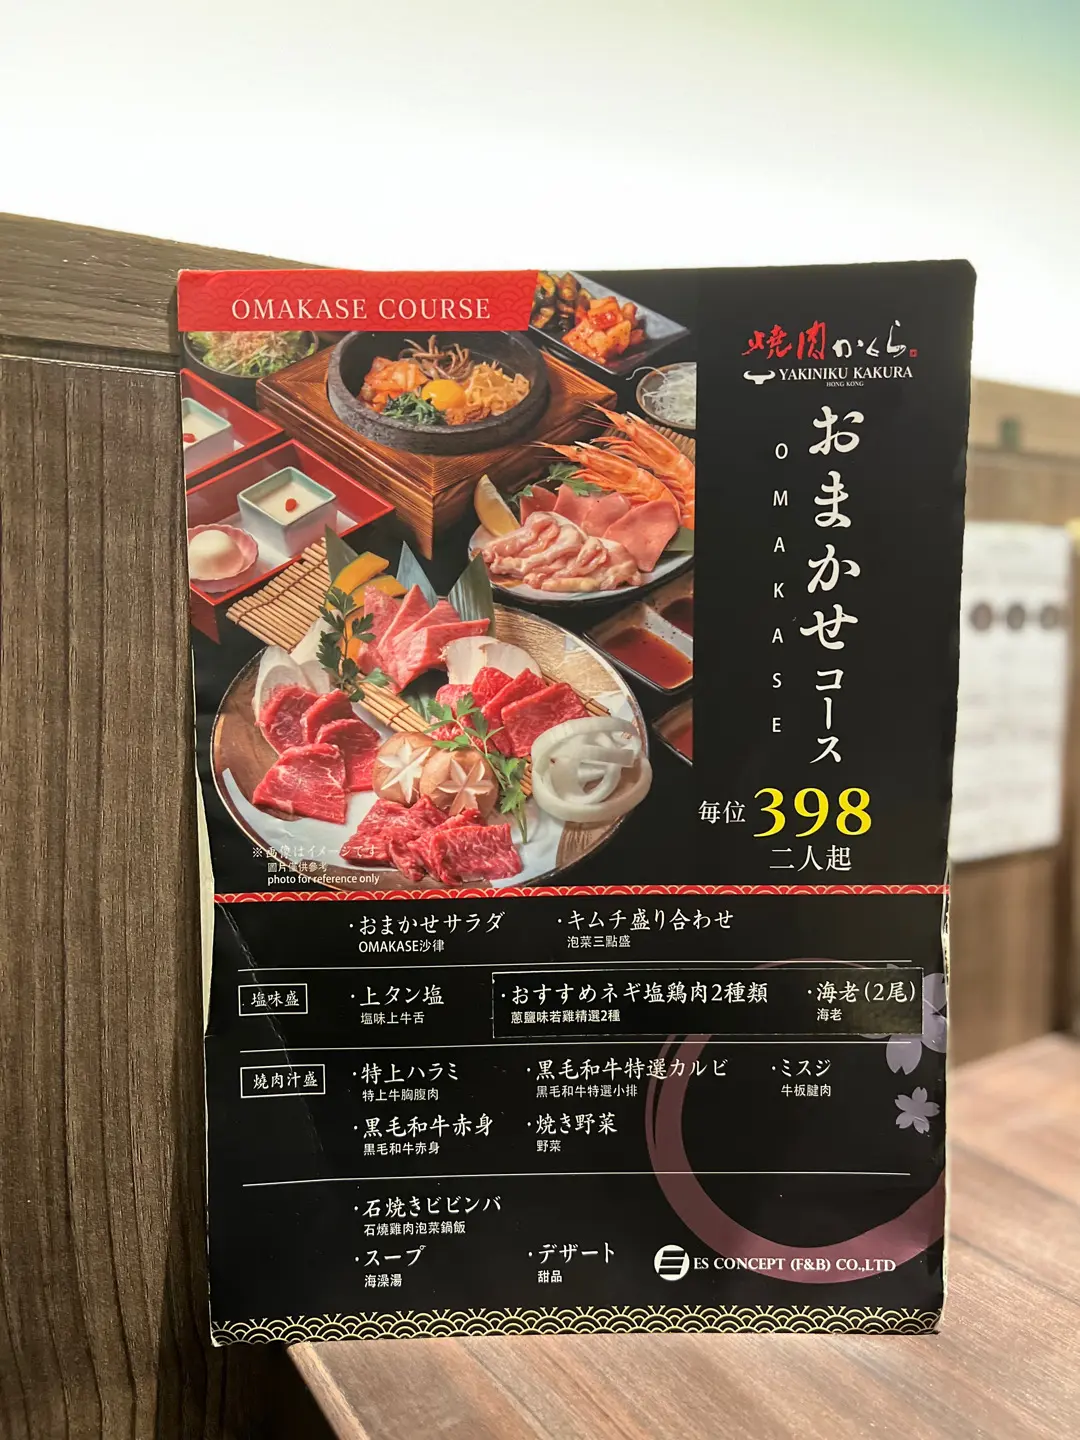 OMAKASE COURSE
焼肉かくら
YAKINIKU KAKURA
HONG KONG
おまかせコース
OMAKASE
每位 398
二人起
※画像はイメージです
圖片僅供參考
photo for reference only
・おまかせサラダ ・キムチ盛り合わせ
OMAKASE沙律 泡菜三點盛
塩味盛 ・上タン塩 ・おすすめネギ塩鶏肉2種類 ・海老(2尾)
塩味上牛舌 蔥鹽味若雞精選2種 海老
焼肉汁盛 ・特上ハラミ ・黒毛和牛特選カルビ ・ミスジ
特上牛胸腹肉 黑毛和牛特選小排 牛板腱肉
・黒毛和牛赤身 ・焼き野菜
黑毛和牛赤身 野菜
・石焼きビビンバ
石燒雞肉泡菜鍋飯
・スープ ・デザート
海澡湯 甜品
ES CONCEPT (F&B) CO.,LTD